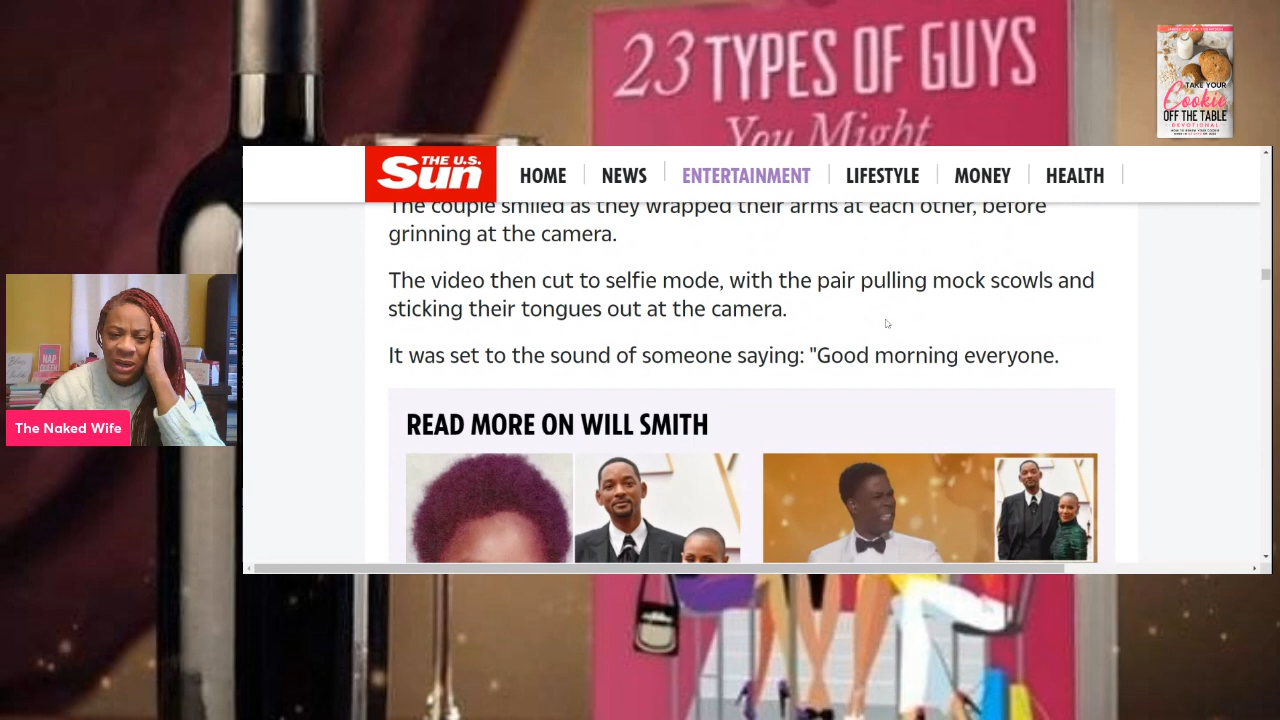 23 TYPES OF GUYS
You Might
TAKE YOUR
Cookie
OFF THE TABLE
DEVOTIONAL
THE U.S.
Sun
HOME
NEWS
ENTERTAINMENT
LIFESTYLE
MONEY
HEALTH
The couple smiled as they wrapped their arms at each other, before
grinning at the camera.
The video then cut to selfie mode, with the pair pulling mock scowls and
sticking their tongues out at the camera.
It was set to the sound of someone saying: "Good morning everyone.
READ MORE ON WILL SMITH
NAP
QUEEN
The Naked Wife